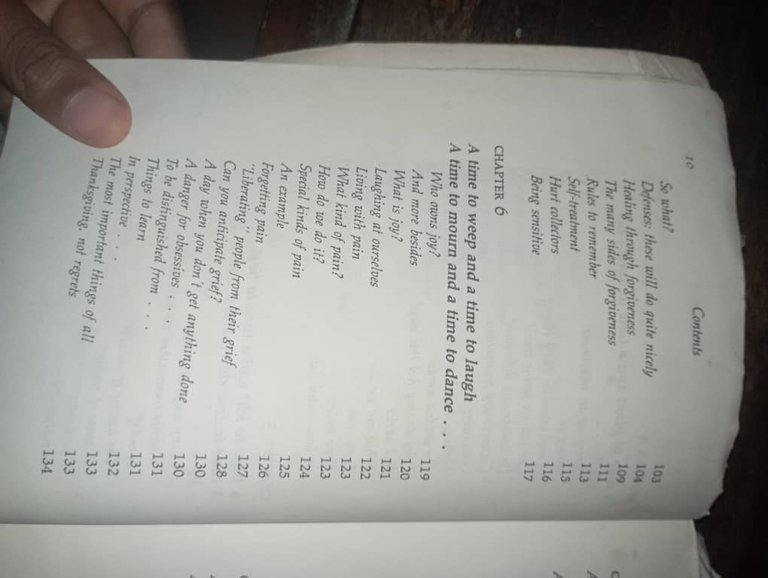 10 Contents
So what? 103
Defenses: these will do quite nicely 104
Healing through forgiveness 109
The many sides of forgiveness 111
Rules to remember 113
Self-treatment 115
Hurt collectors 116
Being sensitive 117
CHAPTER 6
A time to weep and a time to laugh
A time to mourn and a time to dance . . .
Who owns joy? 119
And more besides 120
What is joy? 121
Laughing at ourselves 122
Living with pain 123
What kind of pain? 123
How do we do it? 124
Special kinds of pain 125
An example 126
Forgetting pain 127
"Liberating" people from their grief 128
Can you anticipate grief? 130
A day when you don't get anything done 130
A danger for obsessives . . . 131
To be distinguished from . . . 131
Things to learn 132
In perspective . . . 133
The most important things of all 133
Thanksgiving, not regrets 134